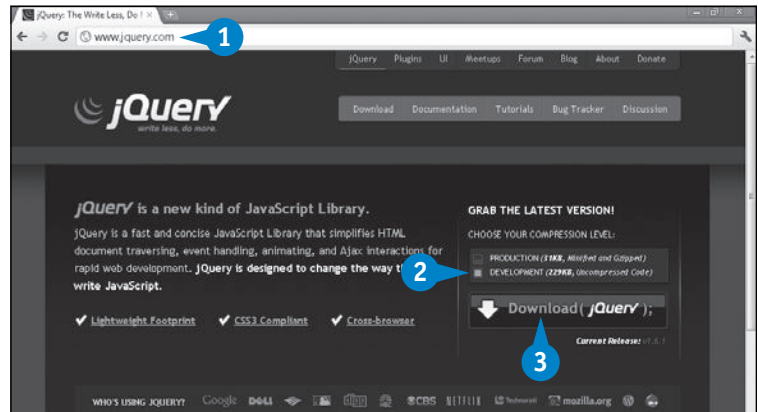 jQuery: The Write Less, Do !
www.jquery.com
1
jQuery Plugins UI Meetups Forum Blog About Donate
jQuery
write less, do more.
Download Documentation Tutorials Bug Tracker Discussion
jQuery is a new kind of JavaScript Library.
jQuery is a fast and concise JavaScript Library that simplifies HTML
document traversing, event handling, animating, and Ajax interactions for
rapid web development. jQuery is designed to change the way th
write JavaScript.
Lightweight Footprint CSS3 Compliant Cross-browser
GRAB THE LATEST VERSION!
CHOOSE YOUR COMPRESSION LEVEL:
PRODUCTION (31KB, Minified and Gzipped)
2
DEVELOPMENT (229KB, Uncompressed Code)
Download( jQuery );
3
Current Release: v1.6.1
WHO'S USING JQUERY? Google DELL CBS NETFLIX Technorati mozilla.org